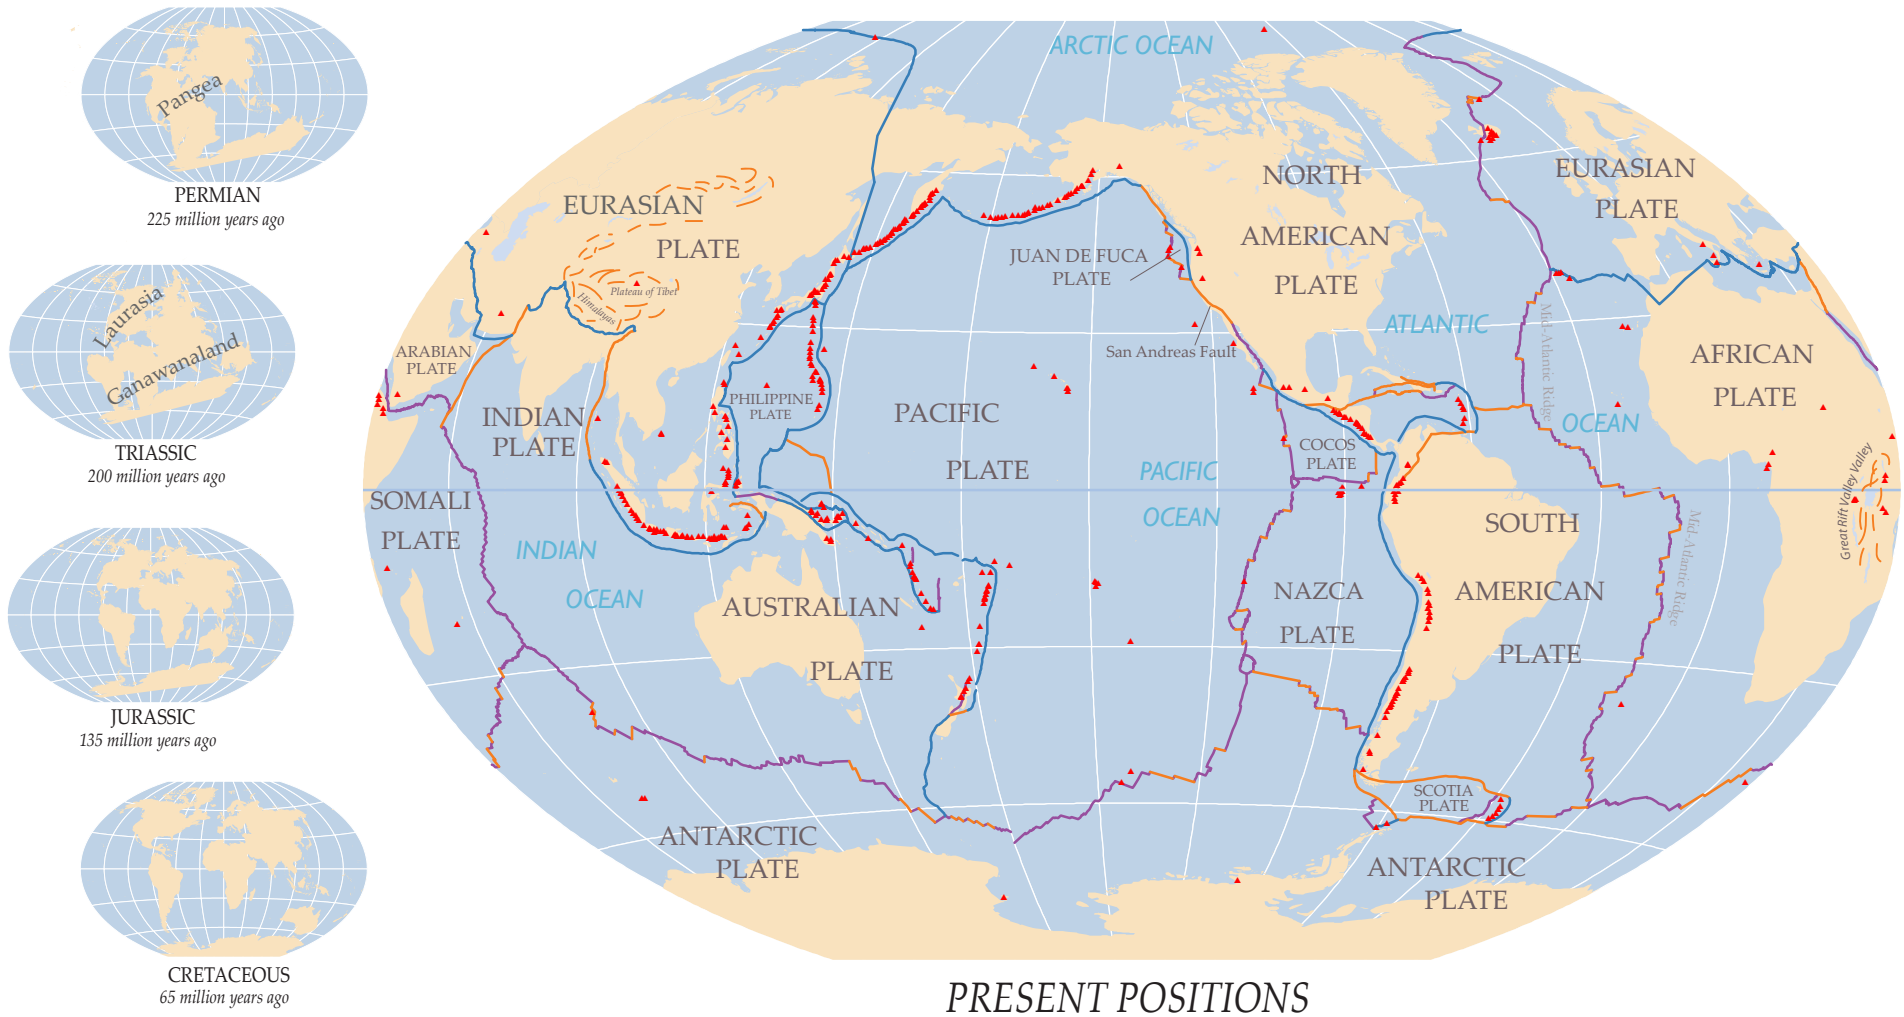 Pangea
PERMIAN
225 million years ago
Laurasia
Ganawanaland
TRIASSIC
200 million years ago
JURASSIC
135 million years ago
CRETACEOUS
65 million years ago
ARCTIC OCEAN
EURASIAN
PLATE
Plateau of Tibet
Himalayas
ARABIAN
PLATE
INDIAN
PLATE
SOMALI
PLATE
INDIAN
OCEAN
PHILIPPINE
PLATE
AUSTRALIAN
PLATE
ANTARCTIC
PLATE
PACIFIC
PLATE
PACIFIC
OCEAN
JUAN DE FUCA
PLATE
San Andreas Fault
NORTH
AMERICAN
PLATE
COCOS
PLATE
NAZCA
PLATE
SOUTH
AMERICAN
PLATE
SCOTIA
PLATE
ANTARCTIC
PLATE
ATLANTIC
OCEAN
Mid-Atlantic Ridge
Mid-Atlantic Ridge
EURASIAN
PLATE
AFRICAN
PLATE
Great Rift Valley Valley
PRESENT POSITIONS